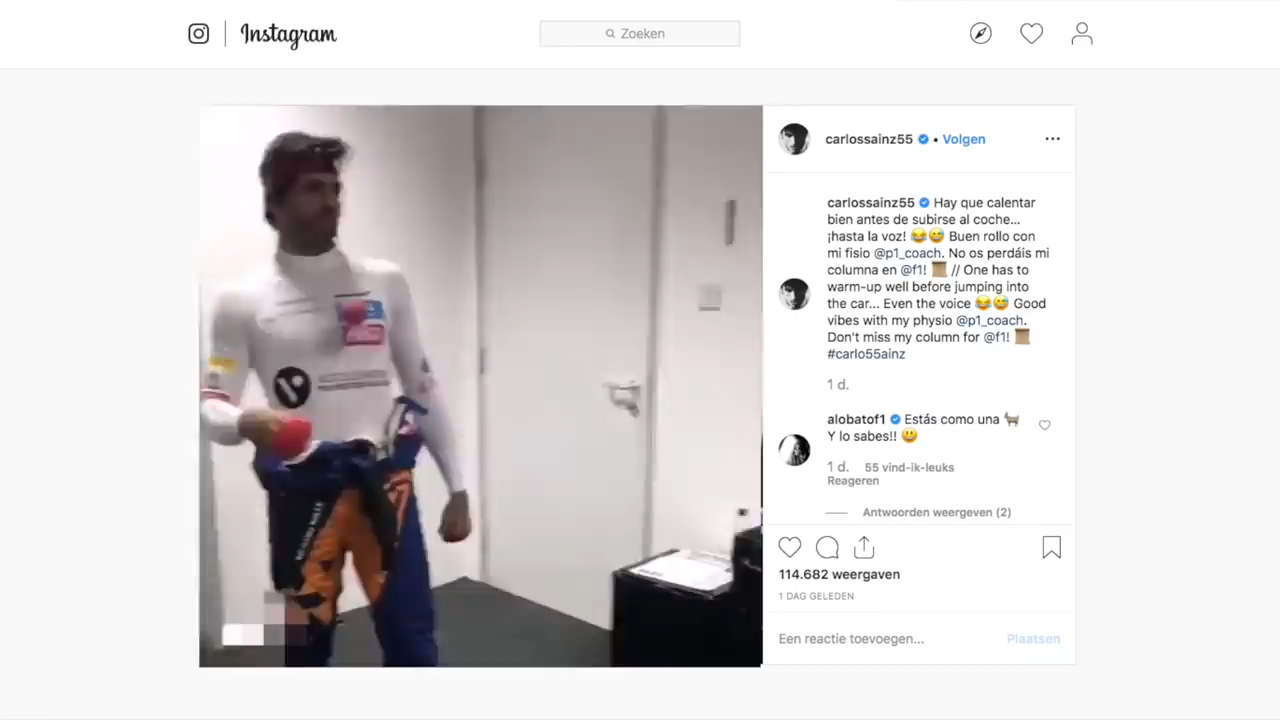 Instagram
Zoeken
carlossainz55 • Volgen
carlossainz55 Hay que calentar
bien antes de subirse al coche...
¡hasta la voz! 😂😅 Buen rollo con
mi fisio @p1_coach. No os perdáis mi
columna en @f1! 📜 // One has to
warm-up well before jumping into
the car... Even the voice 😂😅 Good
vibes with my physio @p1_coach.
Don't miss my column for @f1! 📜
#carlo55ainz
1 d.
alobatof1 Estás como una 🐐
Y lo sabes!! 😃
1 d. 55 vind-ik-leuks
Reageren
Antwoorden weergeven (2)
114.682 weergaven
1 DAG GELEDEN
Een reactie toevoegen...
Plaatsen